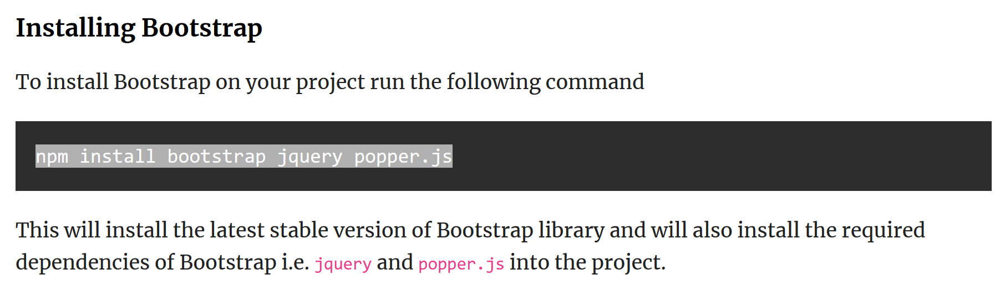 Installing Bootstrap
To install Bootstrap on your project run the following command
npm install bootstrap jquery popper.js
This will install the latest stable version of Bootstrap library and will also install the required
dependencies of Bootstrap i.e. jquery and popper.js into the project.